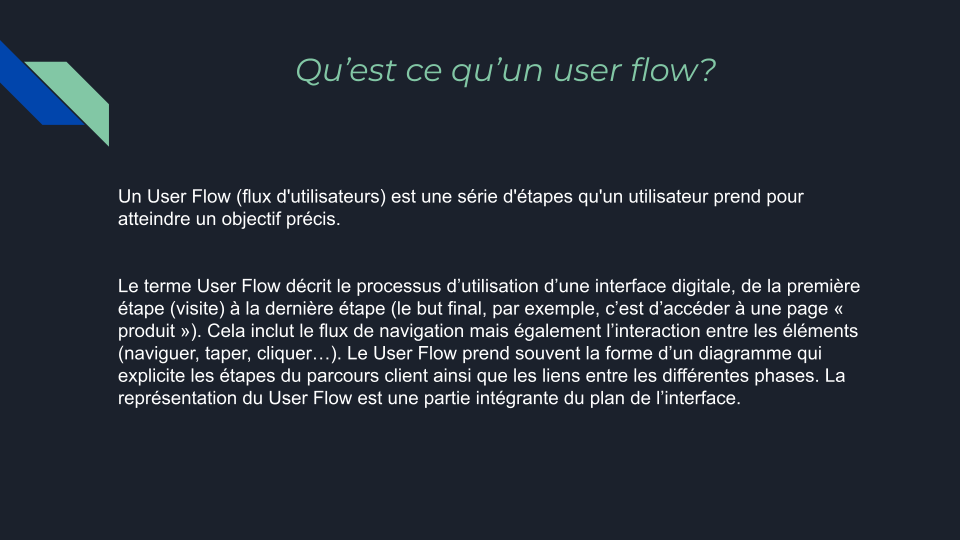 Qu’est ce qu’un user flow?
Un User Flow (flux d'utilisateurs) est une série d'étapes qu'un utilisateur prend pour
atteindre un objectif précis.
Le terme User Flow décrit le processus d’utilisation d’une interface digitale, de la première
étape (visite) à la dernière étape (le but final, par exemple, c’est d’accéder à une page «
produit »). Cela inclut le flux de navigation mais également l’interaction entre les éléments
(naviguer, taper, cliquer…). Le User Flow prend souvent la forme d’un diagramme qui
explicite les étapes du parcours client ainsi que les liens entre les différentes phases. La
représentation du User Flow est une partie intégrante du plan de l’interface.